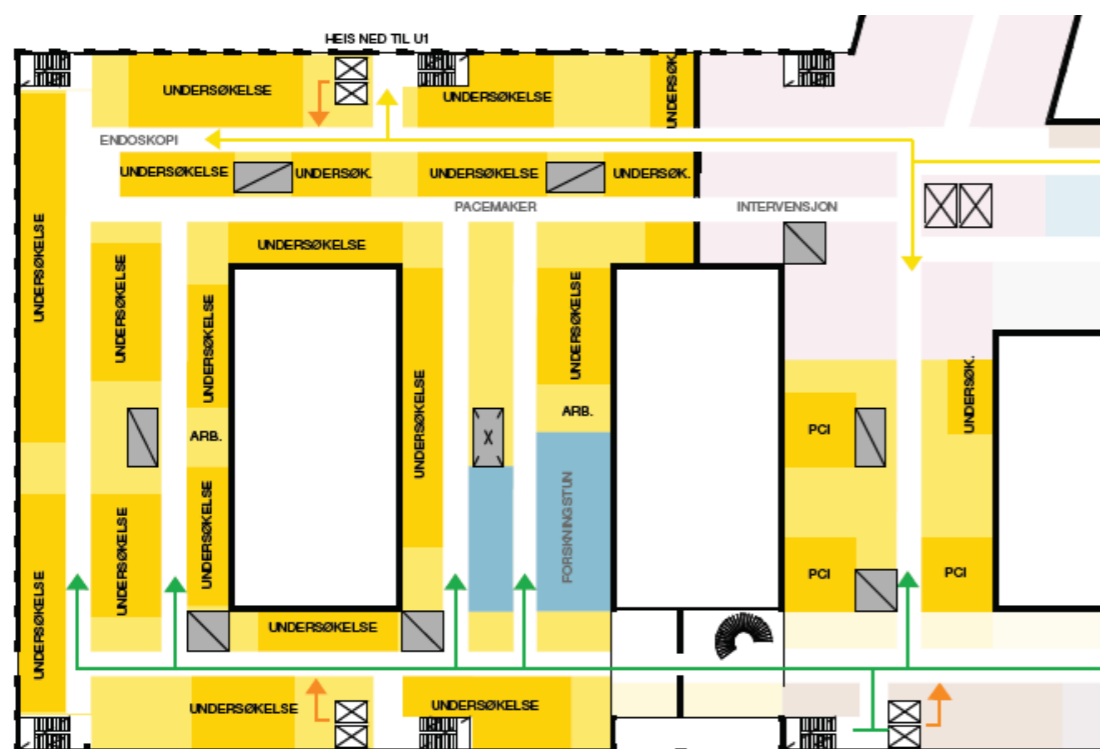 HEIS NED TIL U1
UNDERSØKELSE
UNDERSØKELSE
UNDERSØK.
ENDOSKOPI
UNDERSØKELSE
UNDERSØK.
UNDERSØKELSE
UNDERSØK.
PACEMAKER
INTERVENSJON
UNDERSØKELSE
UNDERSØKELSE
UNDERSØKELSE
UNDERSØKELSE
UNDERSØKELSE
UNDERSØKELSE
UNDERSØK.
ARB.
ARB.
PCI
X
UNDERSØKELSE
UNDERSØKELSE
UNDERSØKELSE
FORSKNINGSTUN
PCI
PCI
UNDERSØKELSE
UNDERSØKELSE
UNDERSØKELSE